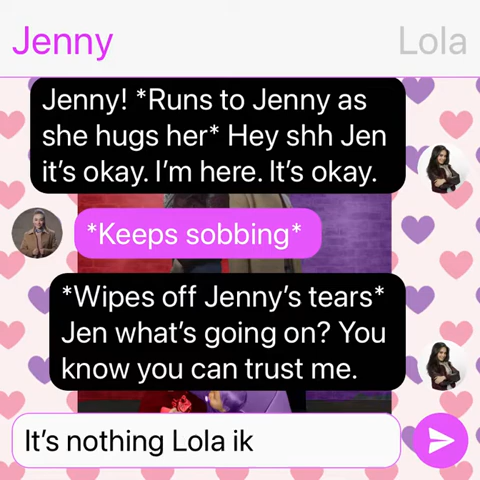 Jenny
Lola
Jenny! *Runs to Jenny as
she hugs her* Hey shh Jen
it’s okay. I’m here. It’s okay.
*Keeps sobbing*
*Wipes off Jenny’s tears*
Jen what’s going on? You
know you can trust me.
It’s nothing Lola ik